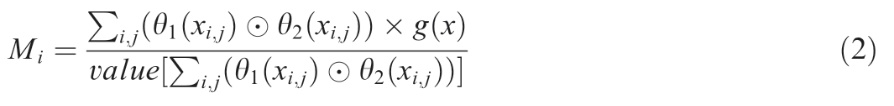 M_i = \frac{\sum_{i,j}(\theta_1(x_{i,j}) \odot \theta_2(x_{i,j})) \times g(x)}{value[\sum_{i,j}(\theta_1(x_{i,j}) \odot \theta_2(x_{i,j}))]} (2)